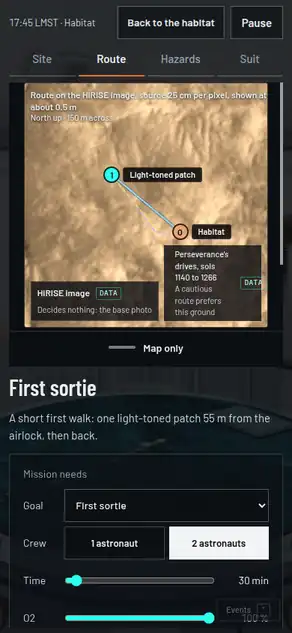 17:45 LMST · Habitat
Back to the habitat
Pause
Site
Route
Hazards
Suit
Route on the HiRISE image, source 25 cm per pixel, shown at
about 0.5 m
North up · 150 m across
1
Light-toned patch
0
Habitat
Perseverance's
drives, sols
1140 to 1266
A cautious
route prefers
this ground
DATA
HiRISE image
DATA
Decides nothing: the base photo
Map only
First sortie
A short first walk: one light-toned patch 55 m from the
airlock, then back.
Mission needs
Goal
First sortie
Crew
1 astronaut
2 astronauts
Time
30 min
O2
100 %
Events